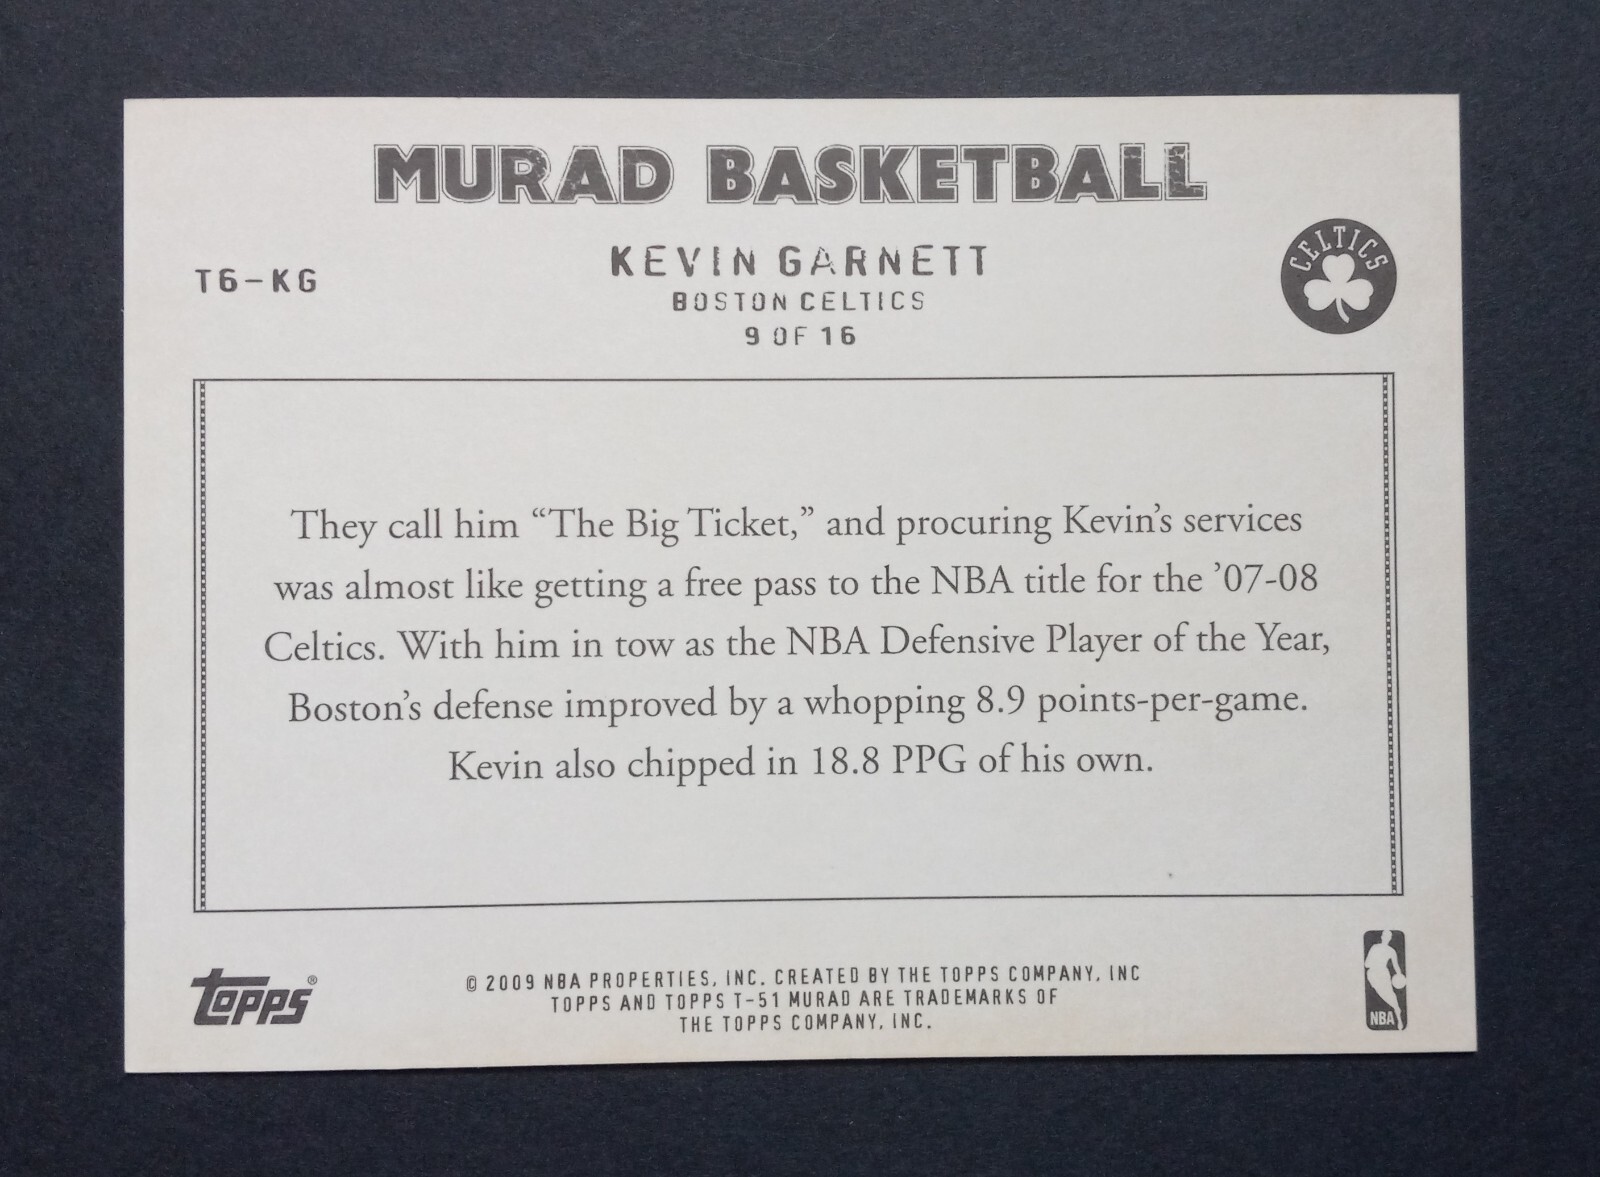 MURAD BASKETBALL
T6-KG
KEVIN GARNETT
BOSTON CELTICS
9 OF 16
CELTICS
They call him “The Big Ticket,” and procuring Kevin’s services
was almost like getting a free pass to the NBA title for the ’07-08
Celtics. With him in tow as the NBA Defensive Player of the Year,
Boston’s defense improved by a whopping 8.9 points-per-game.
Kevin also chipped in 18.8 PPG of his own.
Topps®
© 2009 NBA PROPERTIES, INC. CREATED BY THE TOPPS COMPANY, INC
TOPPS AND TOPPS T-51 MURAD ARE TRADEMARKS OF
THE TOPPS COMPANY, INC.
NBA